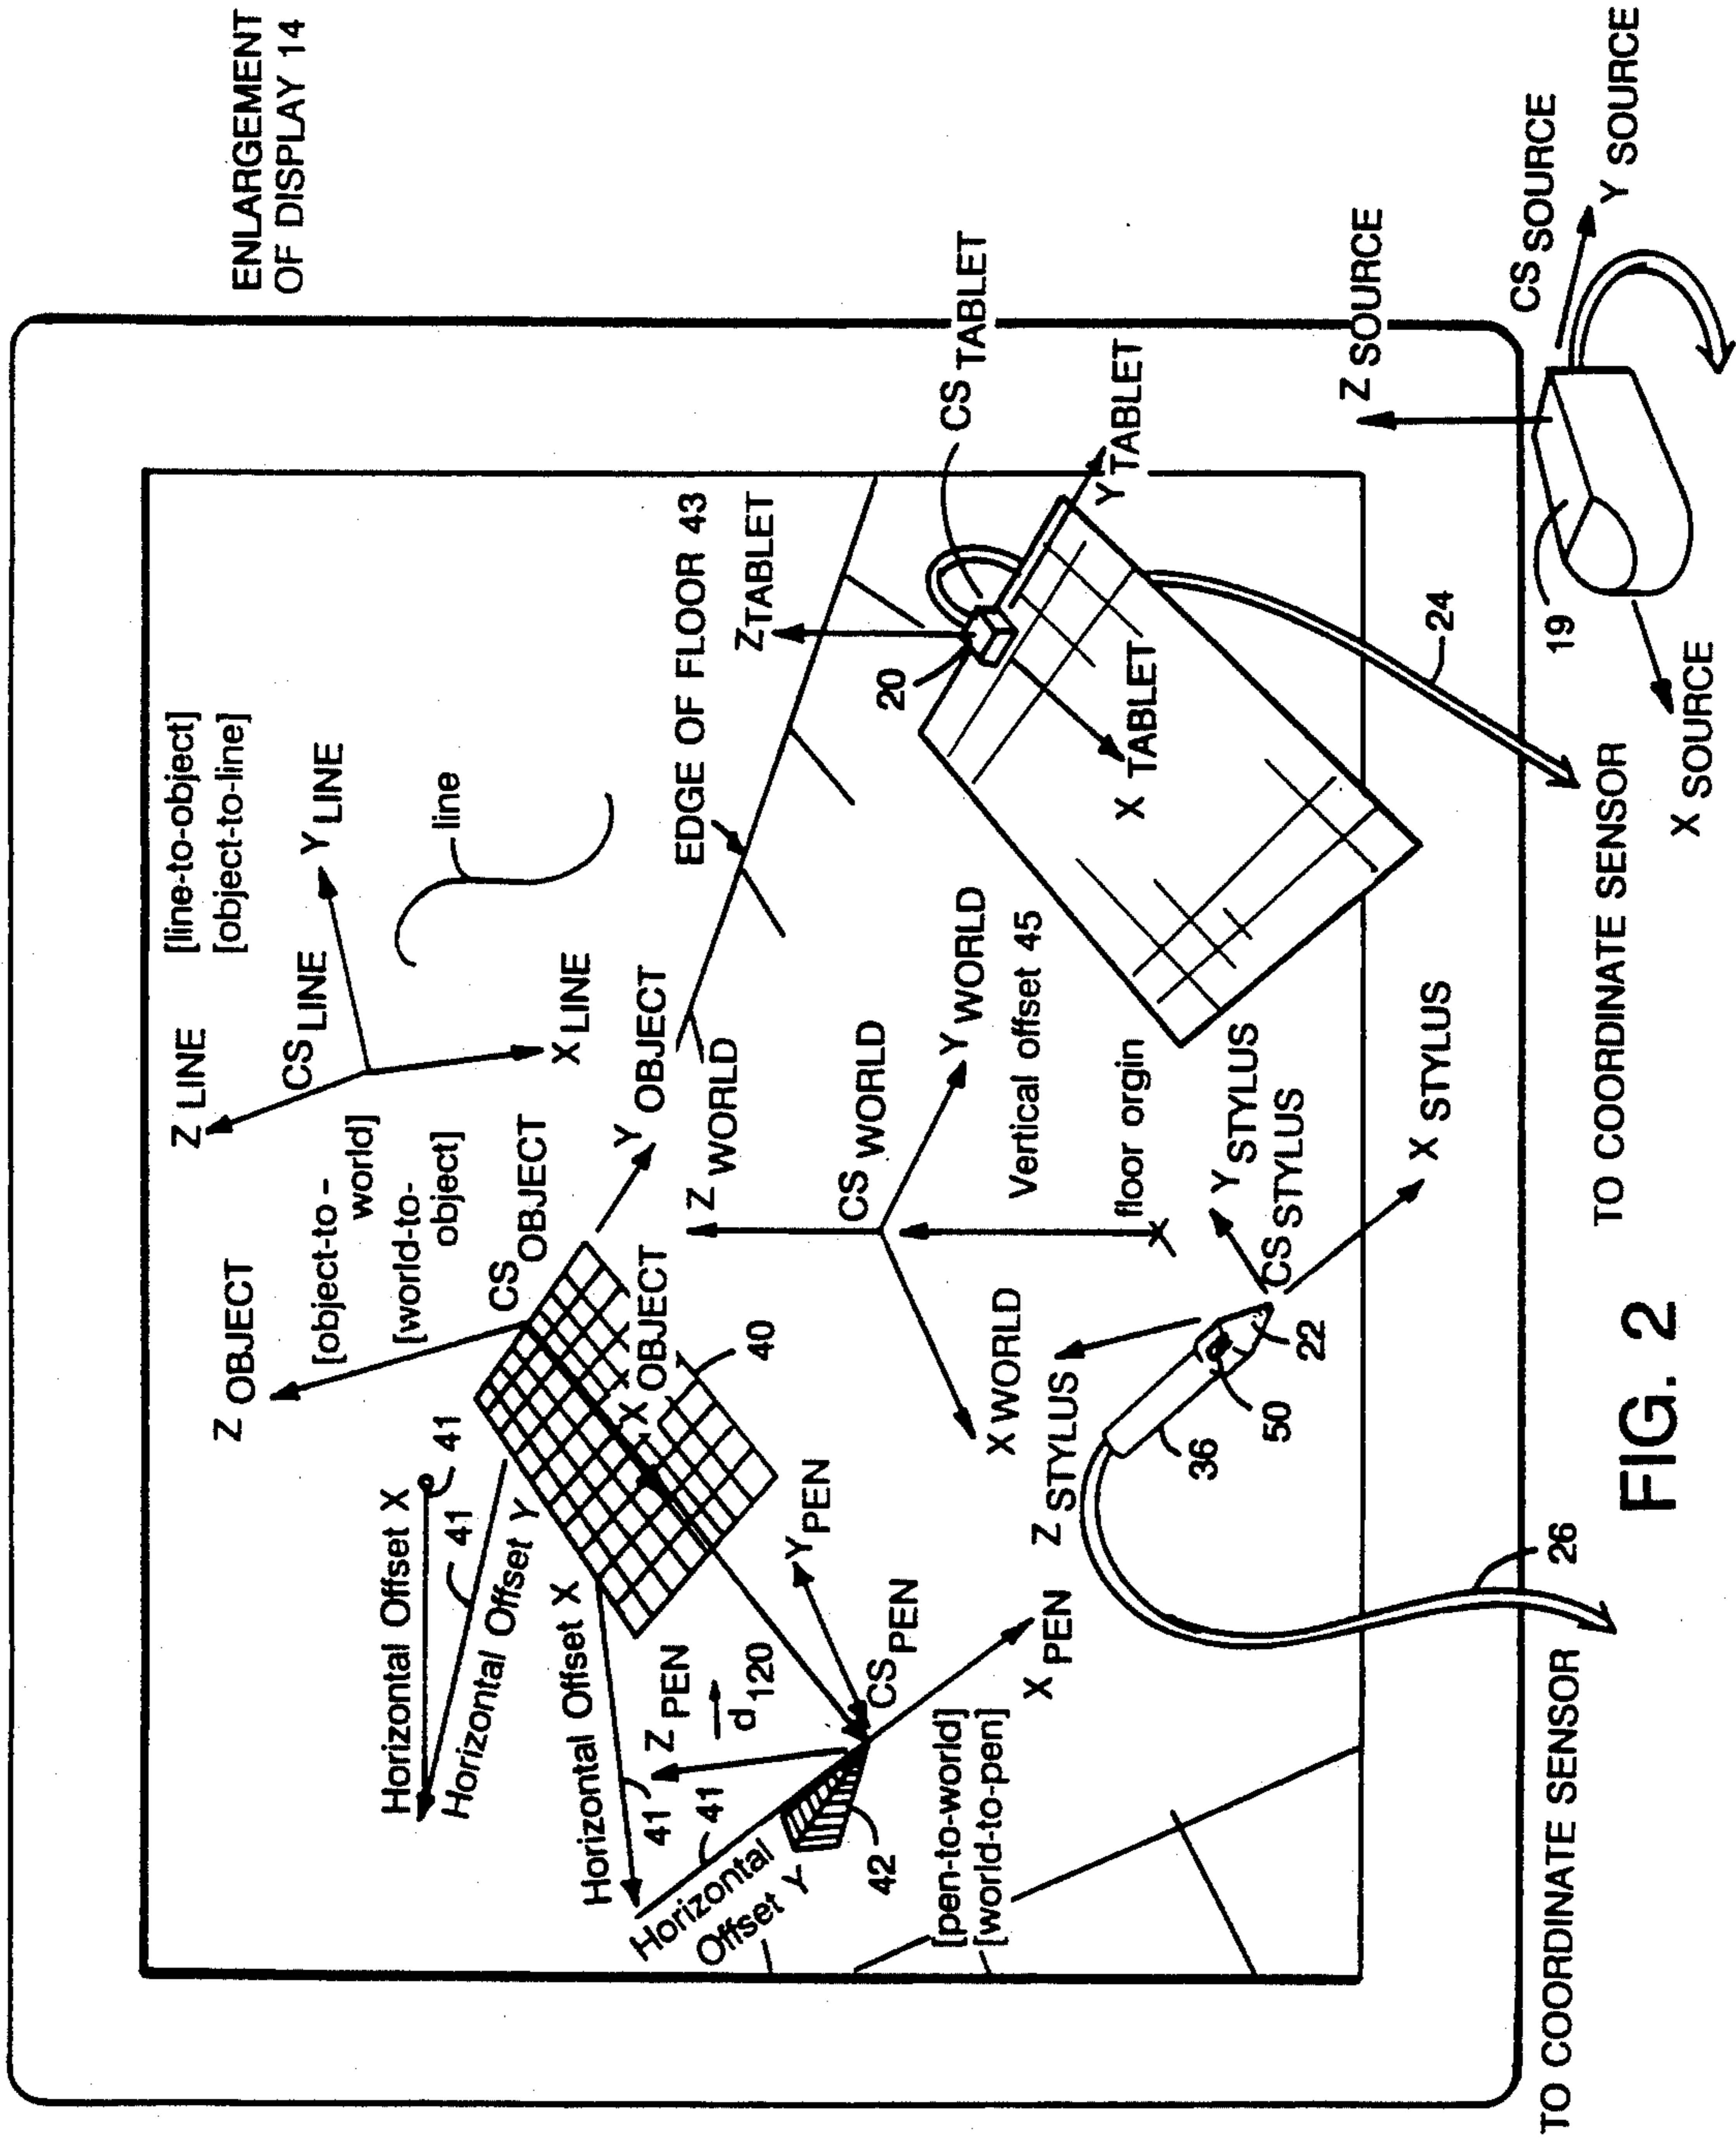 ENLARGEMENT
OF DISPLAY 14
Z LINE
[line-to-object]
[object-to-line]
CS LINE
Y LINE
X LINE
line
Z OBJECT
[object-to-
world]
[world-to-
object]
CS OBJECT
Y OBJECT
X OBJECT
40
Horizontal Offset X
41
41
Horizontal Offset Y
Horizontal Offset X
41
Z PEN
d 120
41
Horizontal
Offset Y
42
Y PEN
CS PEN
X PEN
[pen-to-world]
[world-to-pen]
EDGE OF FLOOR 43
Z WORLD
CS WORLD
Y WORLD
X WORLD
Vertical offset 45
floor orgin
X
Z TABLET
CS TABLET
20
Y TABLET
X TABLET
Z STYLUS
Y STYLUS
CS STYLUS
X STYLUS
36
50
22
26
24
Z SOURCE
CS SOURCE
Y SOURCE
19
X SOURCE
TO COORDINATE SENSOR
TO COORDINATE SENSOR
FIG. 2